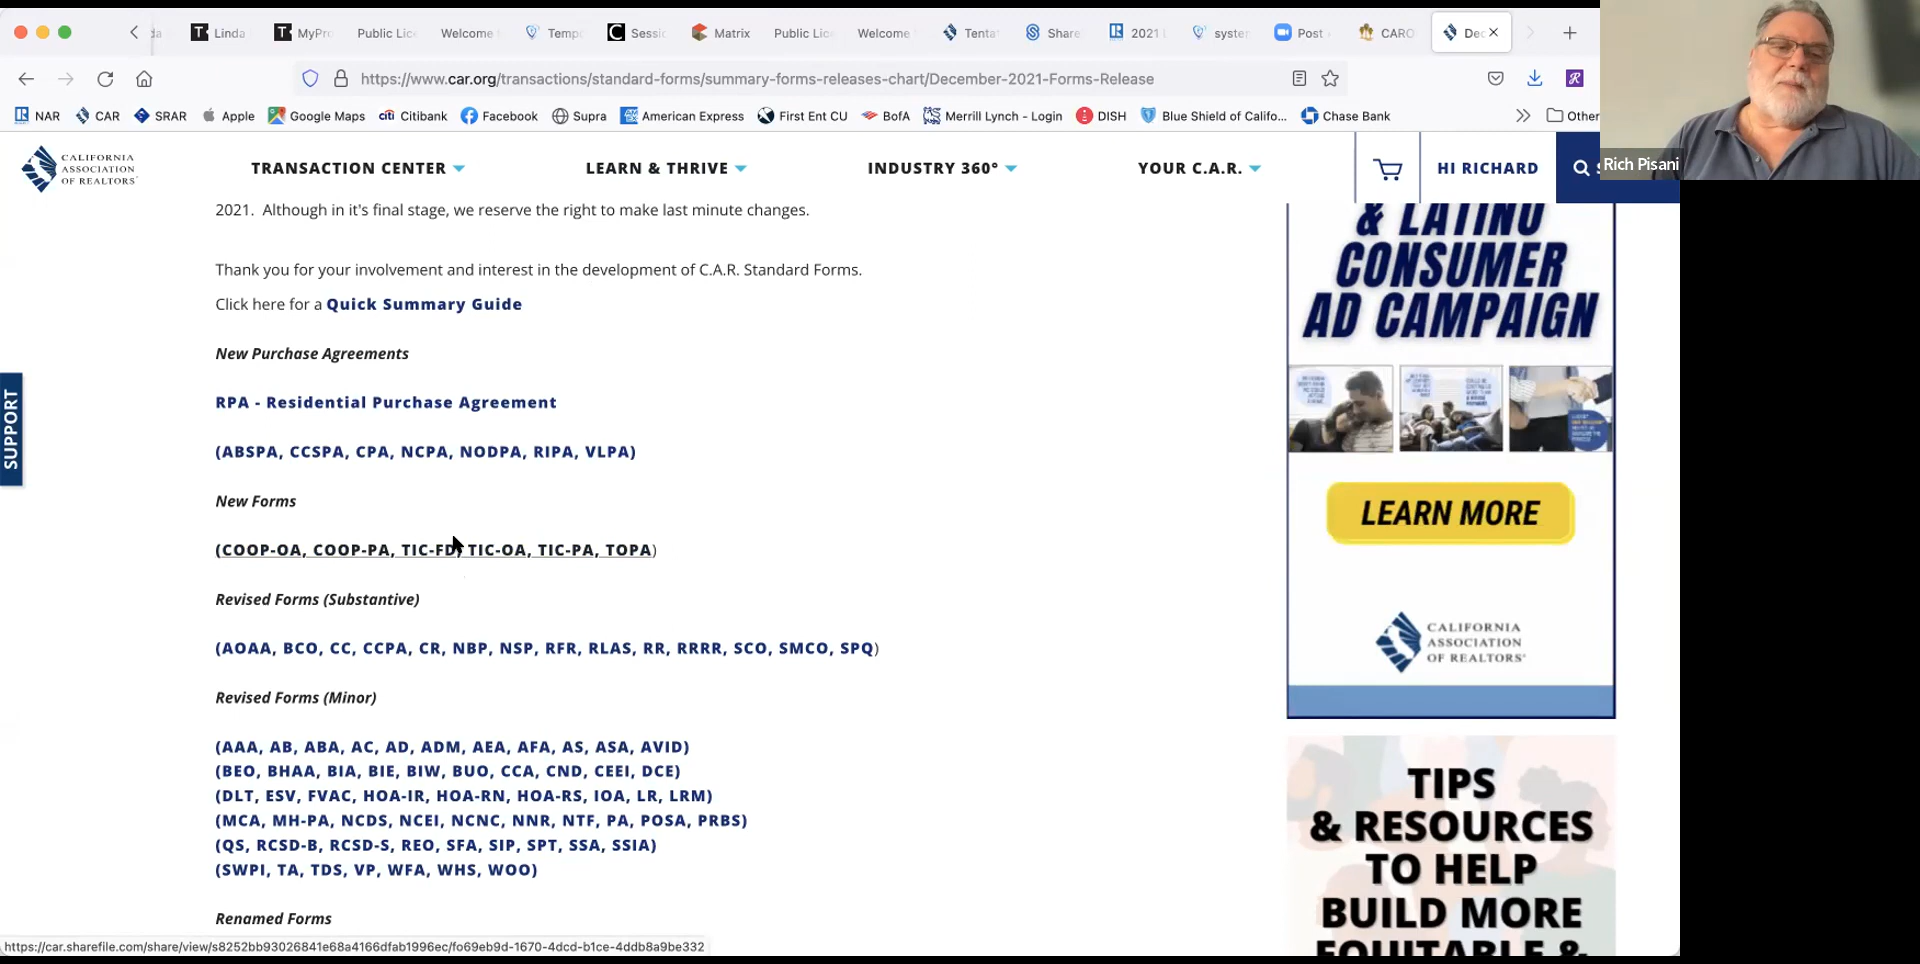 Linda
MyPro
Public Lic
Welcome
Temp
Sessic
Matrix
Public Lic
Welcome
Tenta
Share
2021
syster
Post
CARO
Dec
https://www.car.org/transactions/standard-forms/summary-forms-releases-chart/December-2021-Forms-Release
NAR
CAR
SRAR
Apple
Google Maps
citi Citibank
Facebook
Supra
American Express
First Ent CU
BofA
Merrill Lynch - Login
DISH
Blue Shield of Califo...
Chase Bank
Other
CALIFORNIA
ASSOCIATION
OF REALTORS®
TRANSACTION CENTER
LEARN & THRIVE
INDUSTRY 360°
YOUR C.A.R.
HI RICHARD
Rich Pisani
2021. Although in it's final stage, we reserve the right to make last minute changes.
Thank you for your involvement and interest in the development of C.A.R. Standard Forms.
Click here for a Quick Summary Guide
New Purchase Agreements
RPA - Residential Purchase Agreement
(ABSPA, CCSPA, CPA, NCPA, NODPA, RIPA, VLPA)
New Forms
(COOP-OA, COOP-PA, TIC-FD, TIC-OA, TIC-PA, TOPA)
Revised Forms (Substantive)
(AOAA, BCO, CC, CCPA, CR, NBP, NSP, RFR, RLAS, RR, RRRR, SCO, SMCO, SPQ)
Revised Forms (Minor)
(AAA, AB, ABA, AC, AD, ADM, AEA, AFA, AS, ASA, AVID)
(BEO, BHAA, BIA, BIE, BIW, BUO, CCA, CND, CEEI, DCE)
(DLT, ESV, FVAC, HOA-IR, HOA-RN, HOA-RS, IOA, LR, LRM)
(MCA, MH-PA, NCDS, NCEI, NCNC, NNR, NTF, PA, POSA, PRBS)
(QS, RCSD-B, RCSD-S, REO, SFA, SIP, SPT, SSA, SSIA)
(SWPI, TA, TDS, VP, WFA, WHS, WOO)
Renamed Forms
https://car.sharefile.com/share/view/s8252bb93026841e68a4166dfab1996ec/fo69eb9d-1670-4dcd-b1ce-4ddb8a9be332
SUPPORT
& LATINO
CONSUMER
AD CAMPAIGN
LEARN MORE
CALIFORNIA
ASSOCIATION
OF REALTORS®
TIPS
& RESOURCES
TO HELP
BUILD MORE
EQUITABLE &